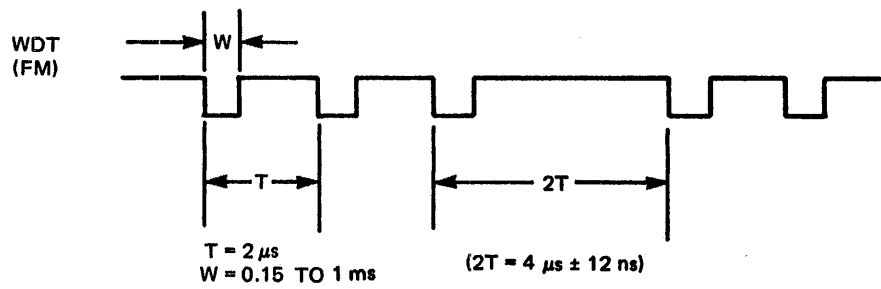 WDT
(FM)
W
T
2T
T = 2 μs
W = 0.15 TO 1 ms
(2T = 4 μs ± 12 ns)